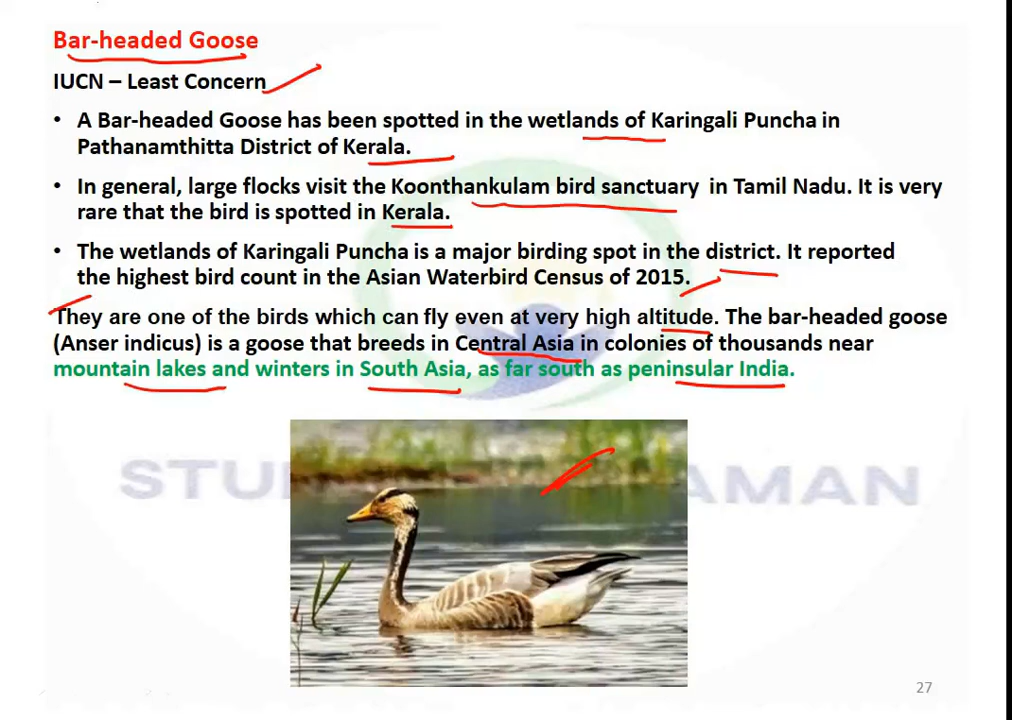 Bar-headed Goose
IUCN – Least Concern
• A Bar-headed Goose has been spotted in the wetlands of Karingali Puncha in
Pathanamthitta District of Kerala.
• In general, large flocks visit the Koonthankulam bird sanctuary in Tamil Nadu. It is very
rare that the bird is spotted in Kerala.
• The wetlands of Karingali Puncha is a major birding spot in the district. It reported
the highest bird count in the Asian Waterbird Census of 2015.
They are one of the birds which can fly even at very high altitude. The bar-headed goose
(Anser indicus) is a goose that breeds in Central Asia in colonies of thousands near
mountain lakes and winters in South Asia, as far south as peninsular India.
27